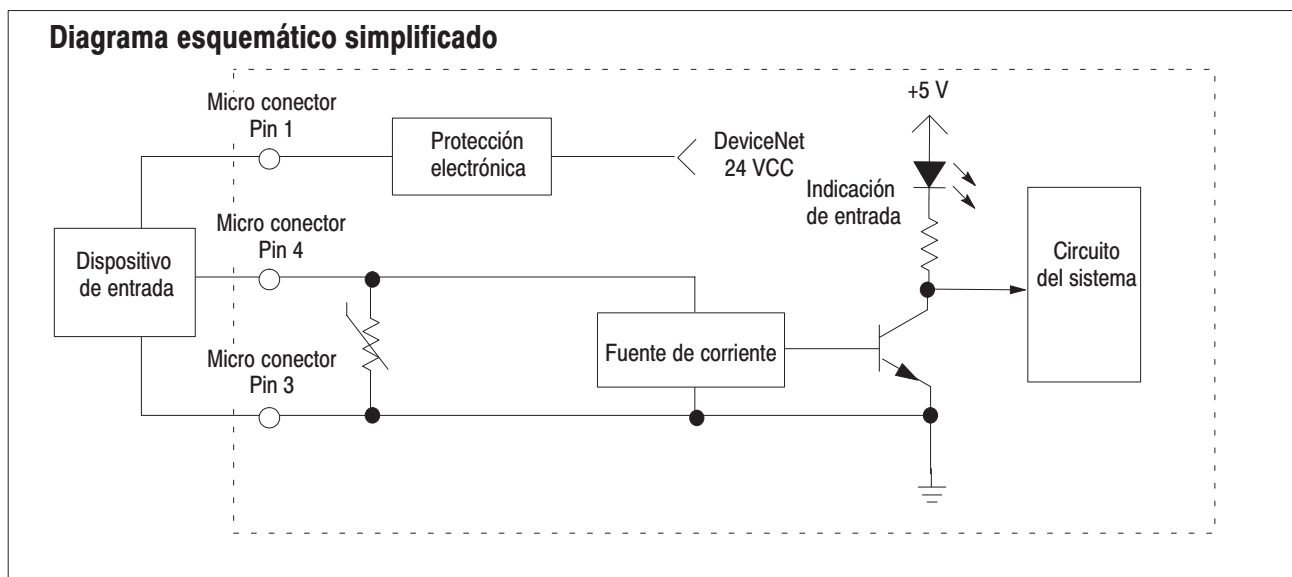 Diagrama esquemático simplificado
Micro conector
Pin 1
Protección
electrónica
DeviceNet
24 VCC
+5 V
Indicación
de entrada
Circuito
del sistema
Micro conector
Pin 4
Dispositivo
de entrada
Fuente de corriente
Micro conector
Pin 3